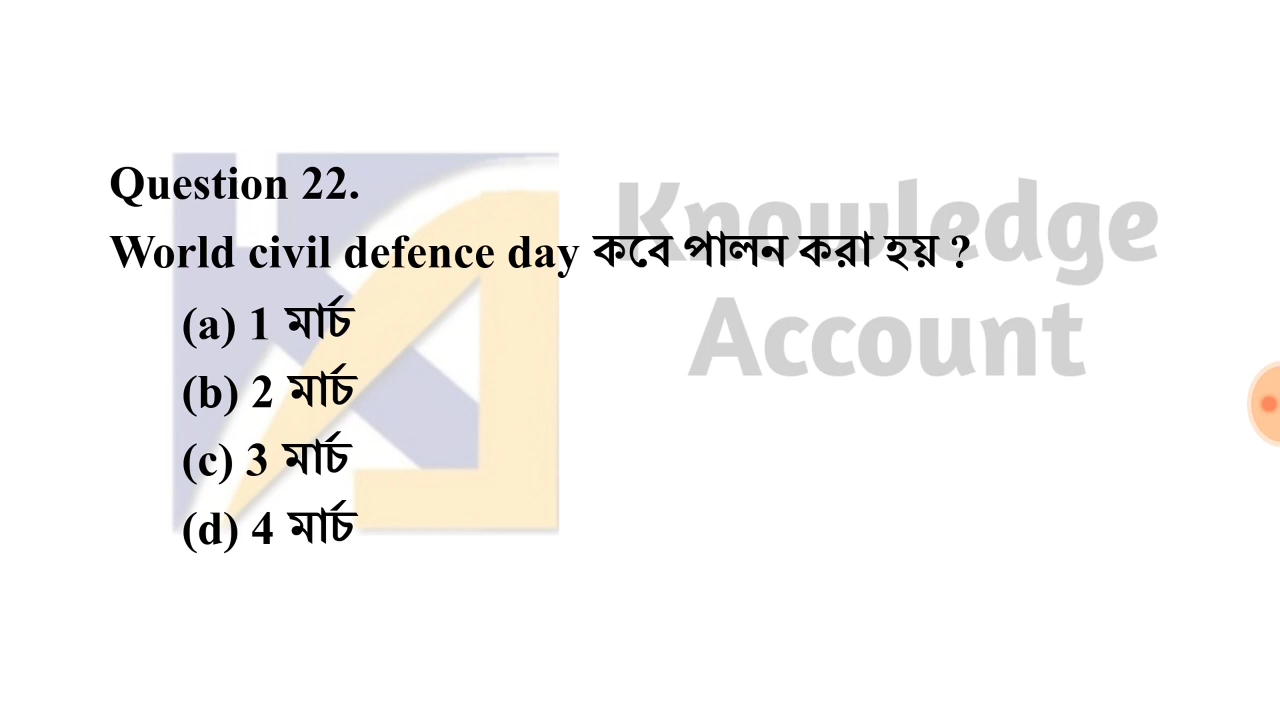 Question 22.
World civil defence day কবে পালন করা হয় ?
(a) 1 মার্চ
(b) 2 মার্চ
(c) 3 মার্চ
(d) 4 মার্চ
Knowledge
Account